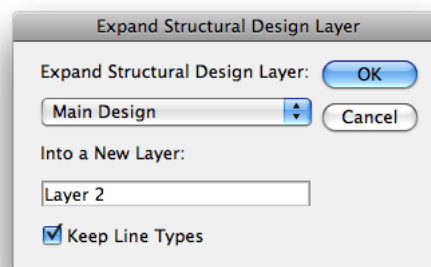 Expand Structural Design Layer
Expand Structural Design Layer:
OK
Main Design
Cancel
Into a New Layer:
Layer 2
Keep Line Types